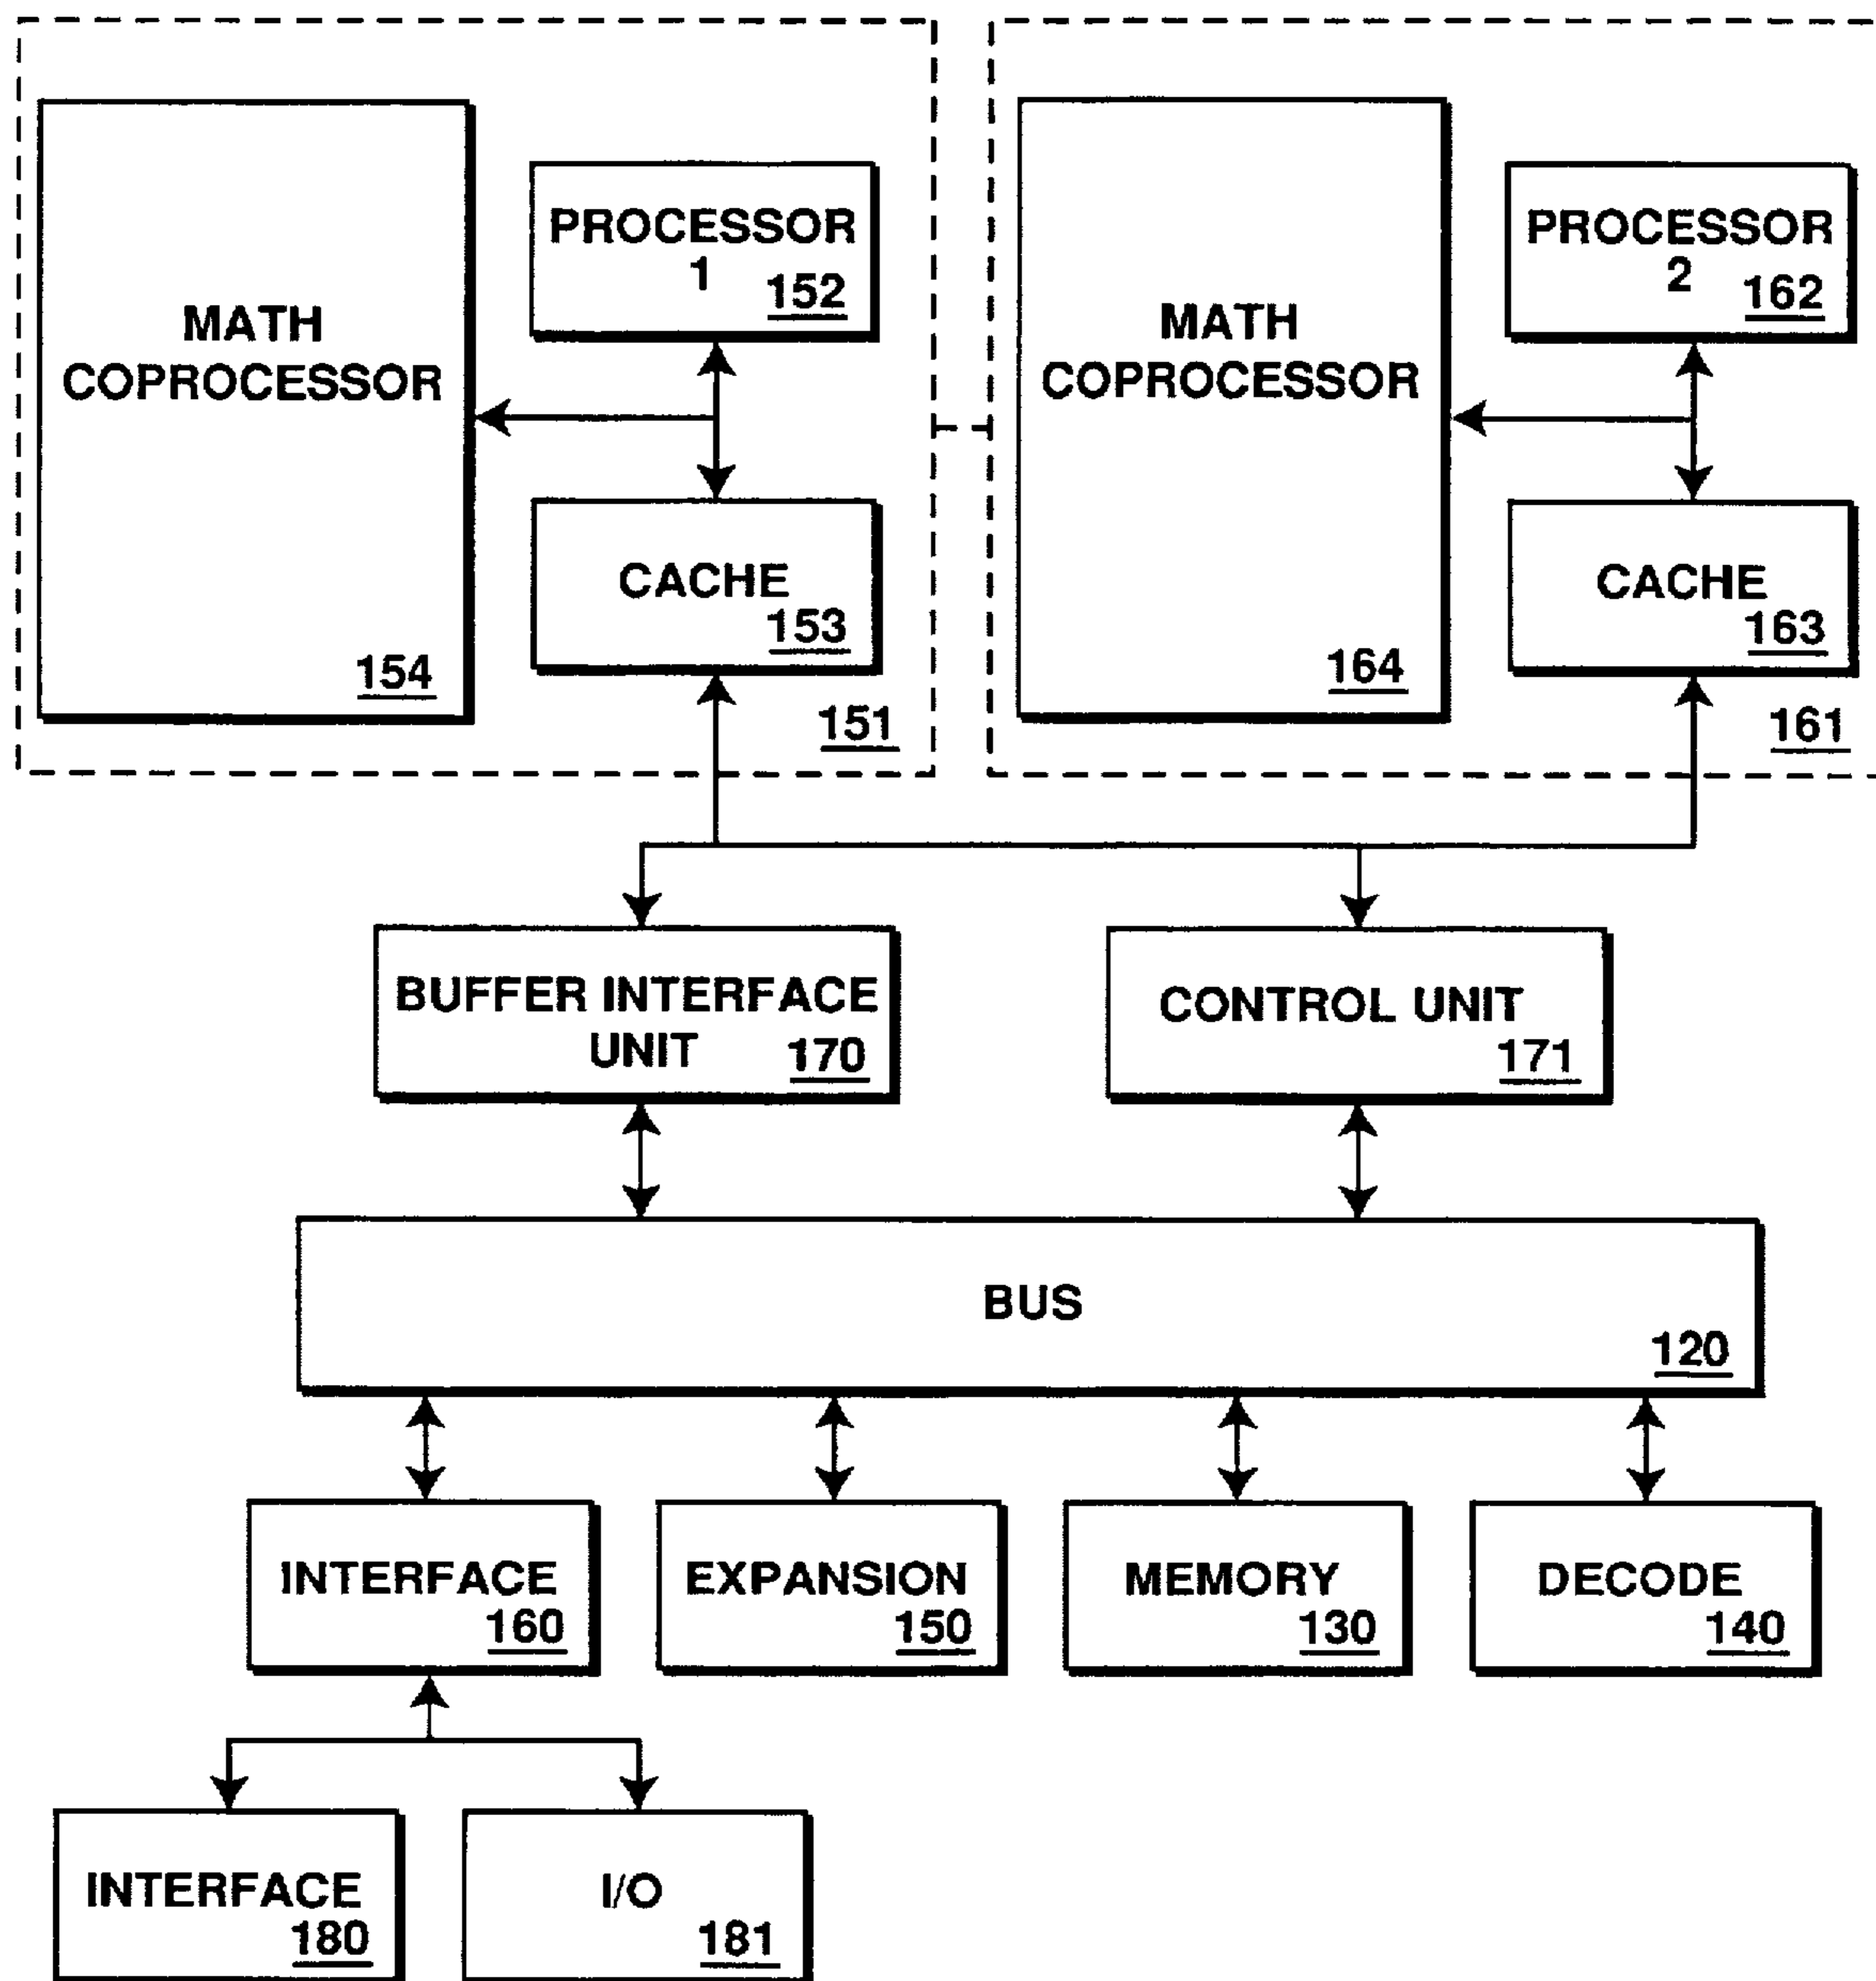 MATH
COPROCESSOR
154
PROCESSOR
1
152
CACHE
153
151
MATH
COPROCESSOR
164
PROCESSOR
2
162
CACHE
163
161
BUFFER INTERFACE
UNIT
170
CONTROL UNIT
171
BUS
120
INTERFACE
160
EXPANSION
150
MEMORY
130
DECODE
140
INTERFACE
180
I/O
181